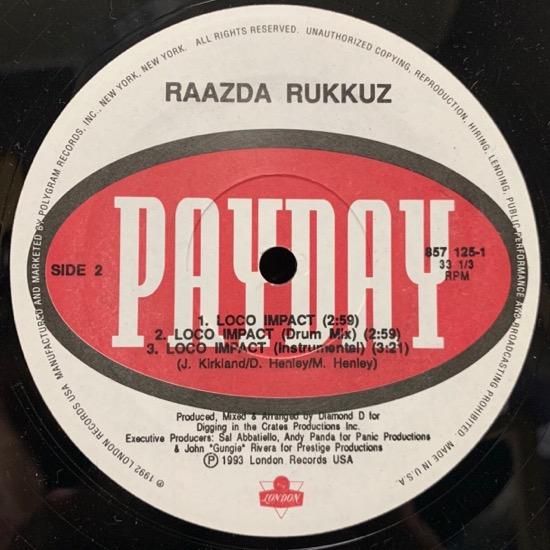 MANUFACTURED AND MARKETED BY POLYGRAM RECORDS, INC., NEW YORK, NEW YORK. ALL RIGHTS RESERVED. UNAUTHORIZED COPYING, REPRODUCTION, HIRING, LENDING, PUBLIC PERFORMANCE AND BROADCASTING PROHIBITED. MADE IN U.S.A.
RAAZDA RUKKUZ
PAYDAY
SIDE 2
857 125-1
33 1/3
RPM
1. LOCO IMPACT (2:59)
2. LOCO IMPACT (Drum Mix) (2:59)
3. LOCO IMPACT (Instrumental) (3:21)
(J. Kirkland/D. Henley/M. Henley)
Produced, Mixed & Arranged by Diamond D for
Digging in the Crates Productions Inc.
Executive Producers: Sal Abbatiello, Andy Panda for Panic Productions
& John "Gungie" Rivera for Prestige Productions
Ⓟ 1993 London Records USA
℗ 1992 LONDON RECORDS USA
LONDON